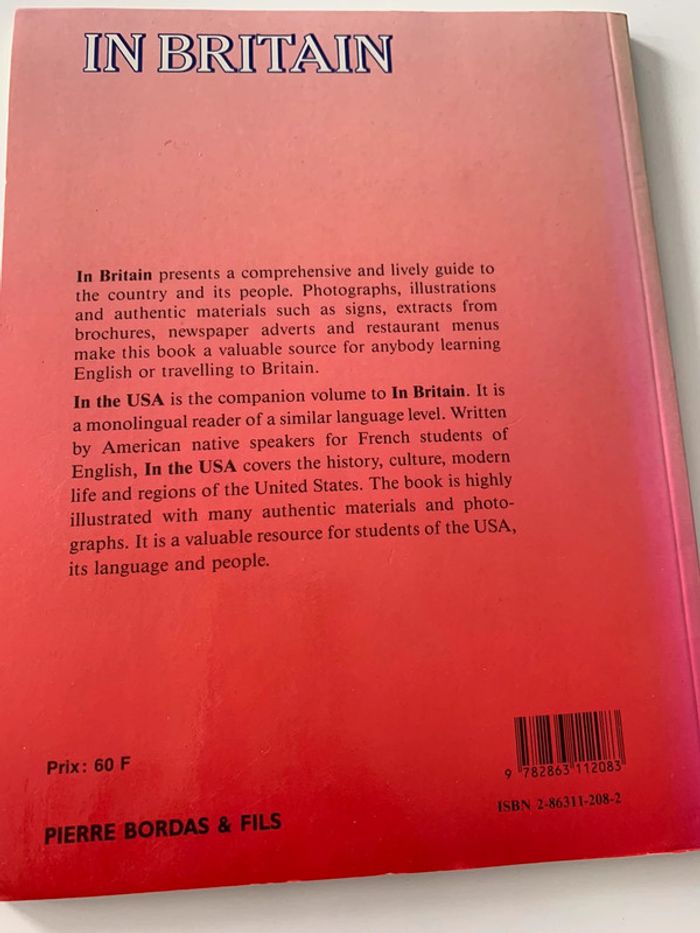 IN BRITAIN
In Britain presents a comprehensive and lively guide to
the country and its people. Photographs, illustrations
and authentic materials such as signs, extracts from
brochures, newspaper adverts and restaurant menus
make this book a valuable source for anybody learning
English or travelling to Britain.
In the USA is the companion volume to In Britain. It is
a monolingual reader of a similar language level. Written
by American native speakers for French students of
English, In the USA covers the history, culture, modern
life and regions of the United States. The book is highly
illustrated with many authentic materials and photo-
graphs. It is a valuable resource for students of the USA,
its language and people.
Prix: 60 F
9 782863 112083
ISBN 2-86311-208-2
PIERRE BORDAS & FILS